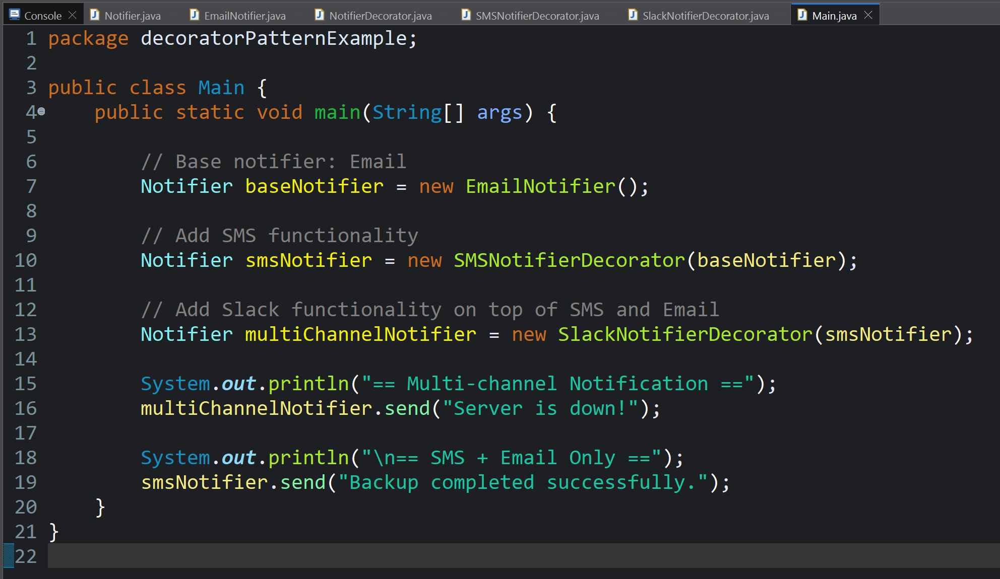 Console Notifier.java EmailNotifier.java NotifierDecorator.java SMSNotifierDecorator.java SlackNotifierDecorator.java Main.java
1 package decoratorPatternExample;
2
3 public class Main {
4 public static void main(String[] args) {
5
6 // Base notifier: Email
7 Notifier baseNotifier = new EmailNotifier();
8
9 // Add SMS functionality
10 Notifier smsNotifier = new SMSNotifierDecorator(baseNotifier);
11
12 // Add Slack functionality on top of SMS and Email
13 Notifier multiChannelNotifier = new SlackNotifierDecorator(smsNotifier);
14
15 System.out.println("== Multi-channel Notification ==");
16 multiChannelNotifier.send("Server is down!");
17
18 System.out.println("\n== SMS + Email Only ==");
19 smsNotifier.send("Backup completed successfully.");
20 }
21 }
22